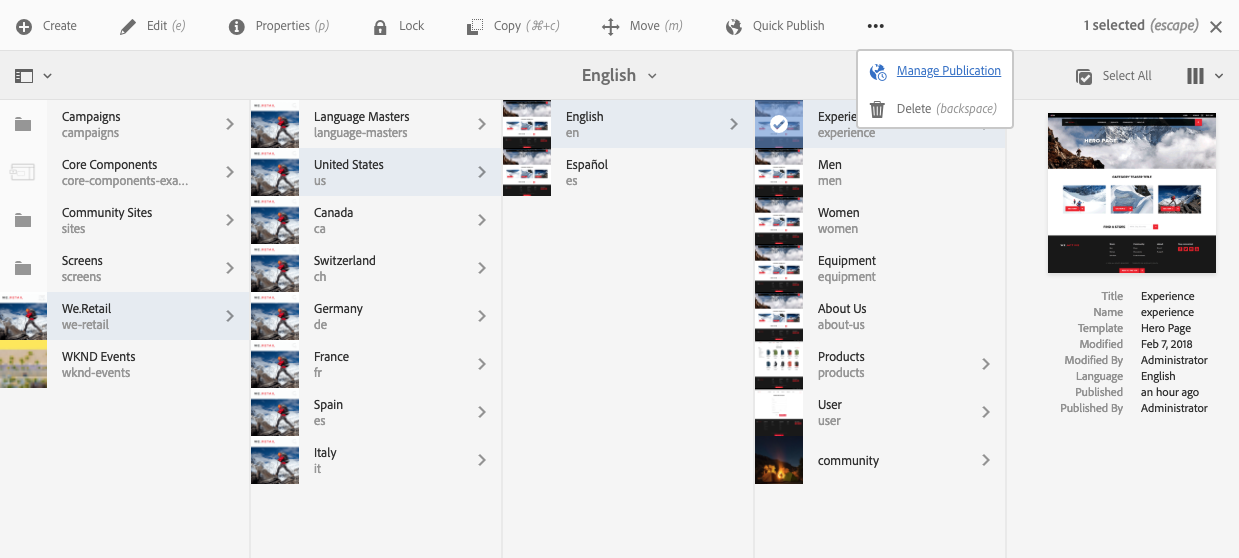 Create
Edit (e)
Properties (p)
Lock
Copy (⌘+c)
Move (m)
Quick Publish
1 selected (escape)
English
Manage Publication
Delete (backspace)
Select All
Campaigns
campaigns
Core Components
core-components-exa...
Community Sites
sites
Screens
screens
We.Retail
we-retail
WKND Events
wknd-events
Language Masters
language-masters
United States
us
Canada
ca
Switzerland
ch
Germany
de
France
fr
Spain
es
Italy
it
English
en
Español
es
Experie
experience
Men
men
Women
women
Equipment
equipment
About Us
about-us
Products
products
User
user
community
HERO PAGE
Title Experience
Name experience
Template Hero Page
Modified Feb 7, 2018
Modified By Administrator
Language English
Published an hour ago
Published By Administrator